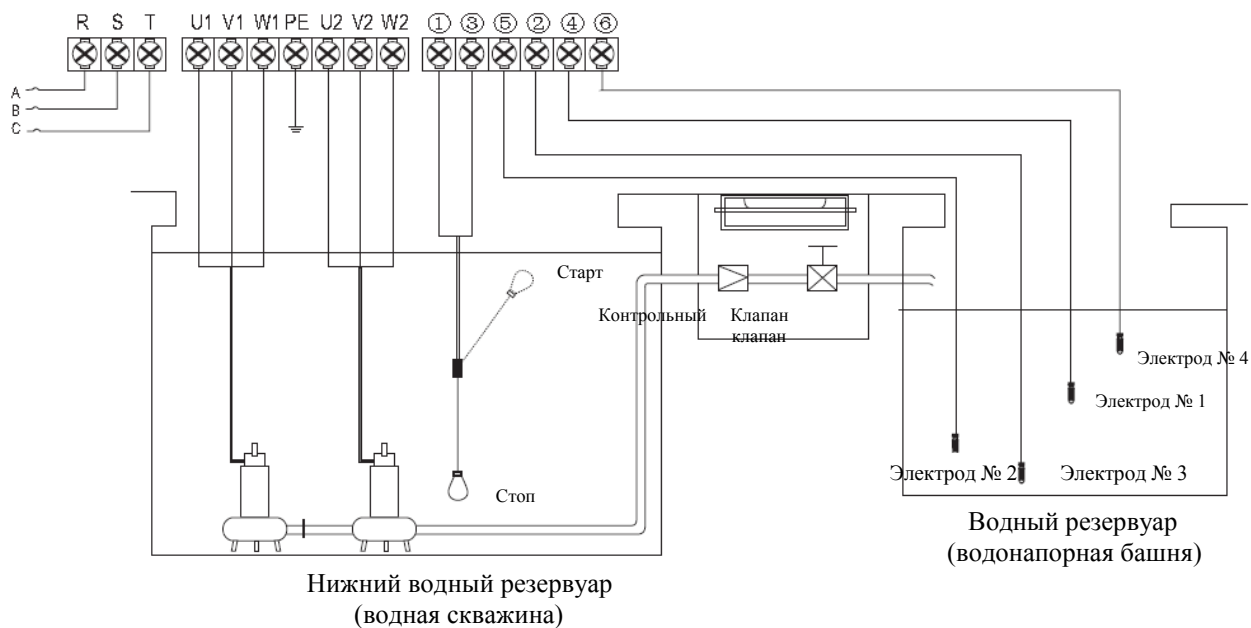 R S T U1 V1 W1 PE U2 V2 W2 ① ③ ⑤ ② ④ ⑥
A
B
C
Старт
Контрольный Клапан
клапан
Электрод № 4
Электрод № 1
Электрод № 2 Электрод № 3
Стоп
Водный резервуар
(водонапорная башня)
Нижний водный резервуар
(водная скважина)